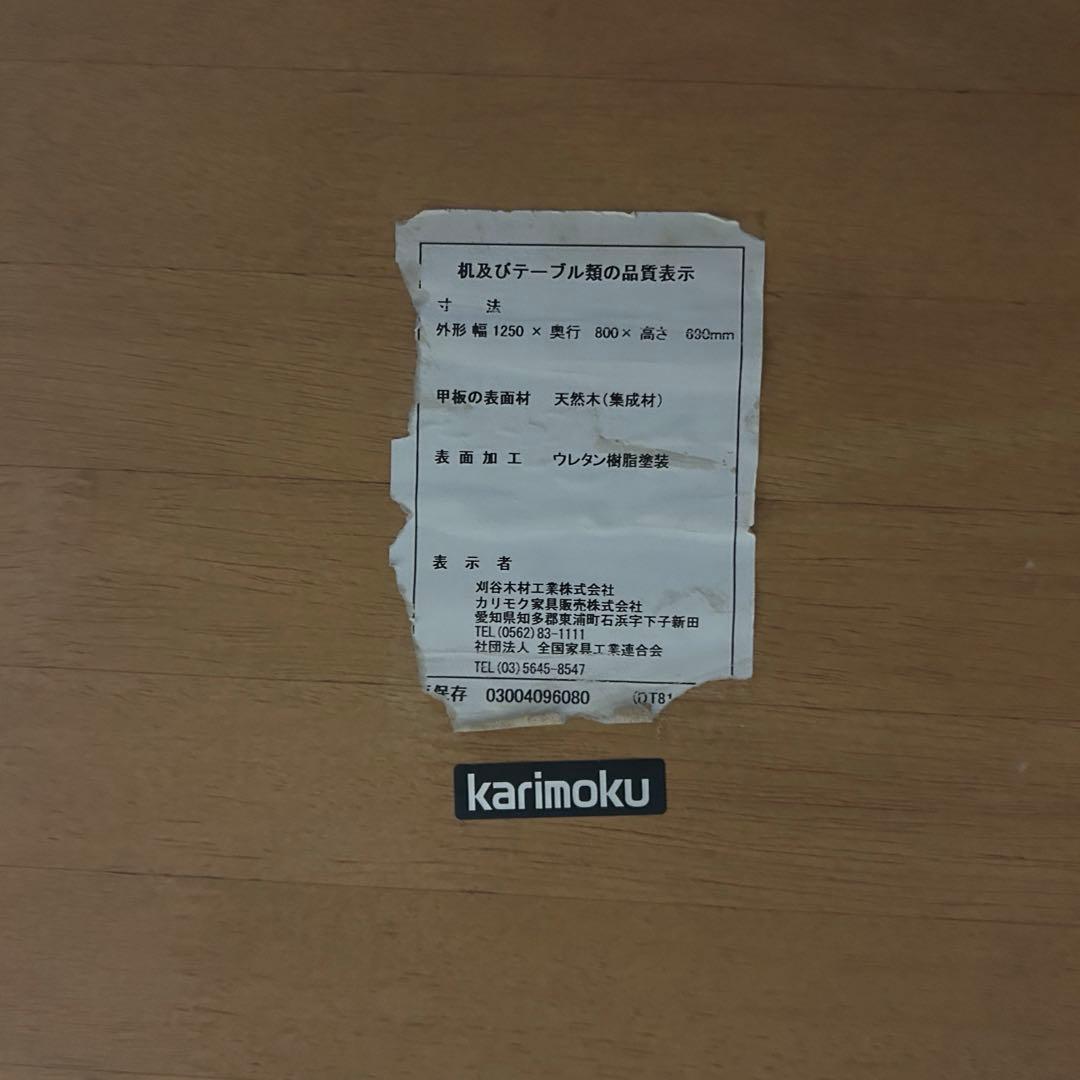 机及びテーブル類の品質表示
寸 法
外形 幅 1250 × 奥行 800× 高さ
甲板の表面材 天然木(集成材)
表面加工 ウレタン樹脂塗装
表示者
刈谷木材工業株式会社
カリモク家具販売株式会社
愛知県知多郡東浦町石浜字下子新田
TEL(0562)83-1111
社団法人 全国家具工業連合会
TEL(03)5645-8547
保存 03004096080
karimoku